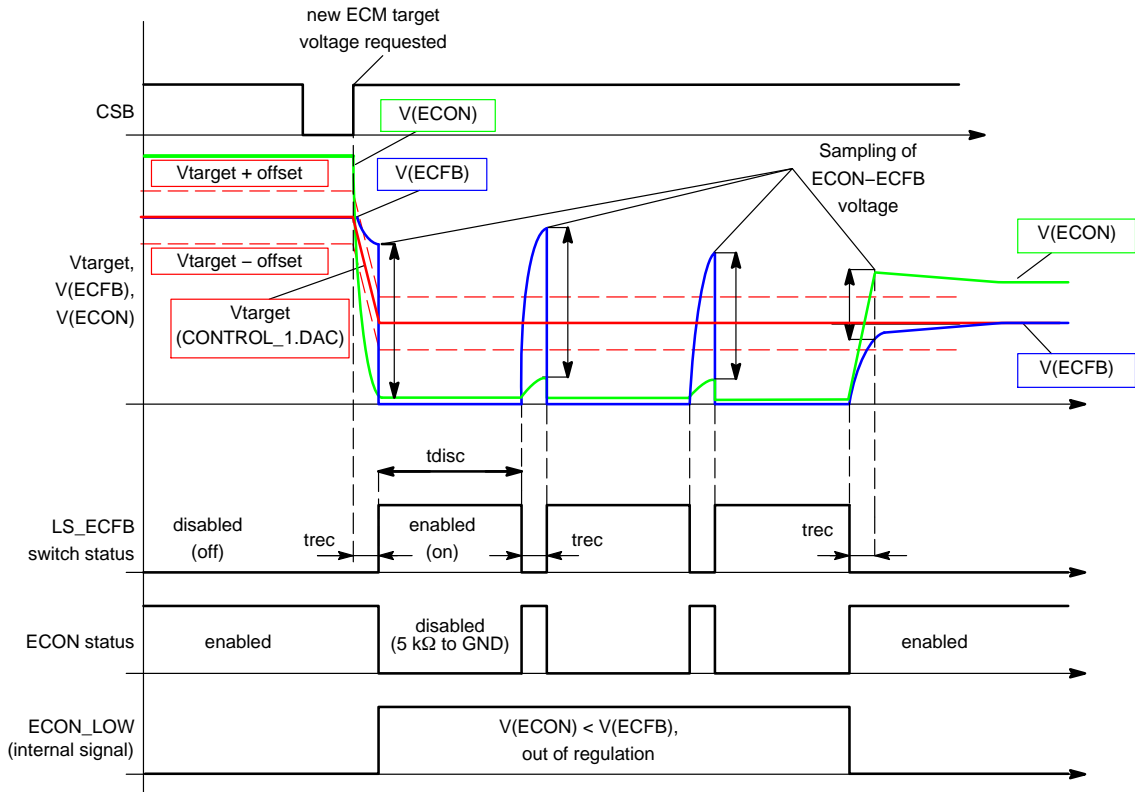 new ECM target
voltage requested
CSB
V(ECON)
Vtarget + offset
V(ECFB)
Sampling of
ECON−ECFB
voltage
V(ECON)
Vtarget − offset
Vtarget,
V(ECFB),
V(ECON)
Vtarget
(CONTROL_1.DAC)
V(ECFB)
tdisc
LS_ECFB
switch status
disabled
(off)
trec
enabled
(on)
trec
trec
ECON status
enabled
disabled
(5 kΩ to GND)
enabled
ECON_LOW
(internal signal)
V(ECON) < V(ECFB),
out of regulation